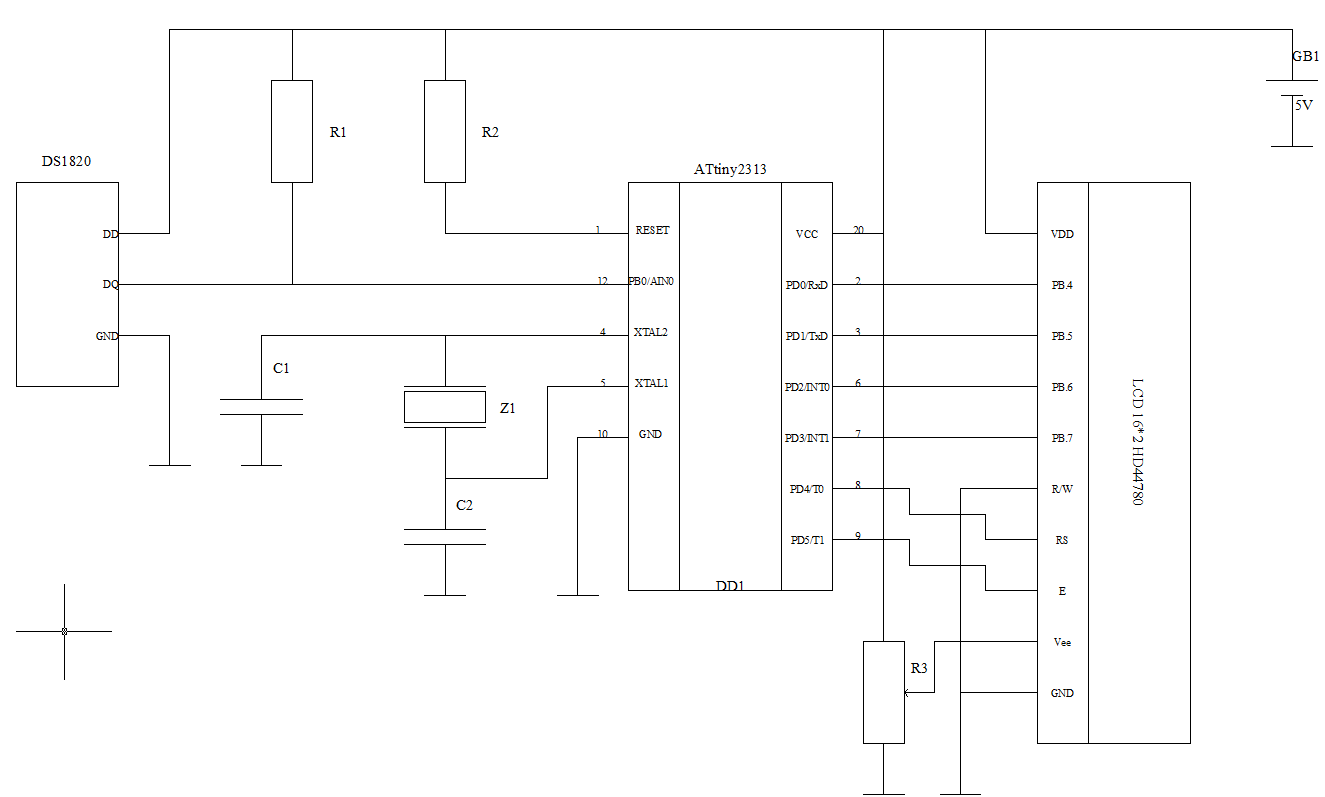 GB1
5V
R1
R2
DS1820
DD
DQ
GND
C1
Z1
C2
ATtiny2313
1 RESET
12 PB0/AIN0
4 XTAL2
5 XTAL1
10 GND
VCC 20
PD0/RxD 2
PD1/TxD 3
PD2/INT0 6
PD3/INT1 7
PD4/T0 8
PD5/T1 9
DD1
R3
VDD
PB.4
PB.5
PB.6
PB.7
R/W
RS
E
Vee
GND
LCD 16*2 HD44780